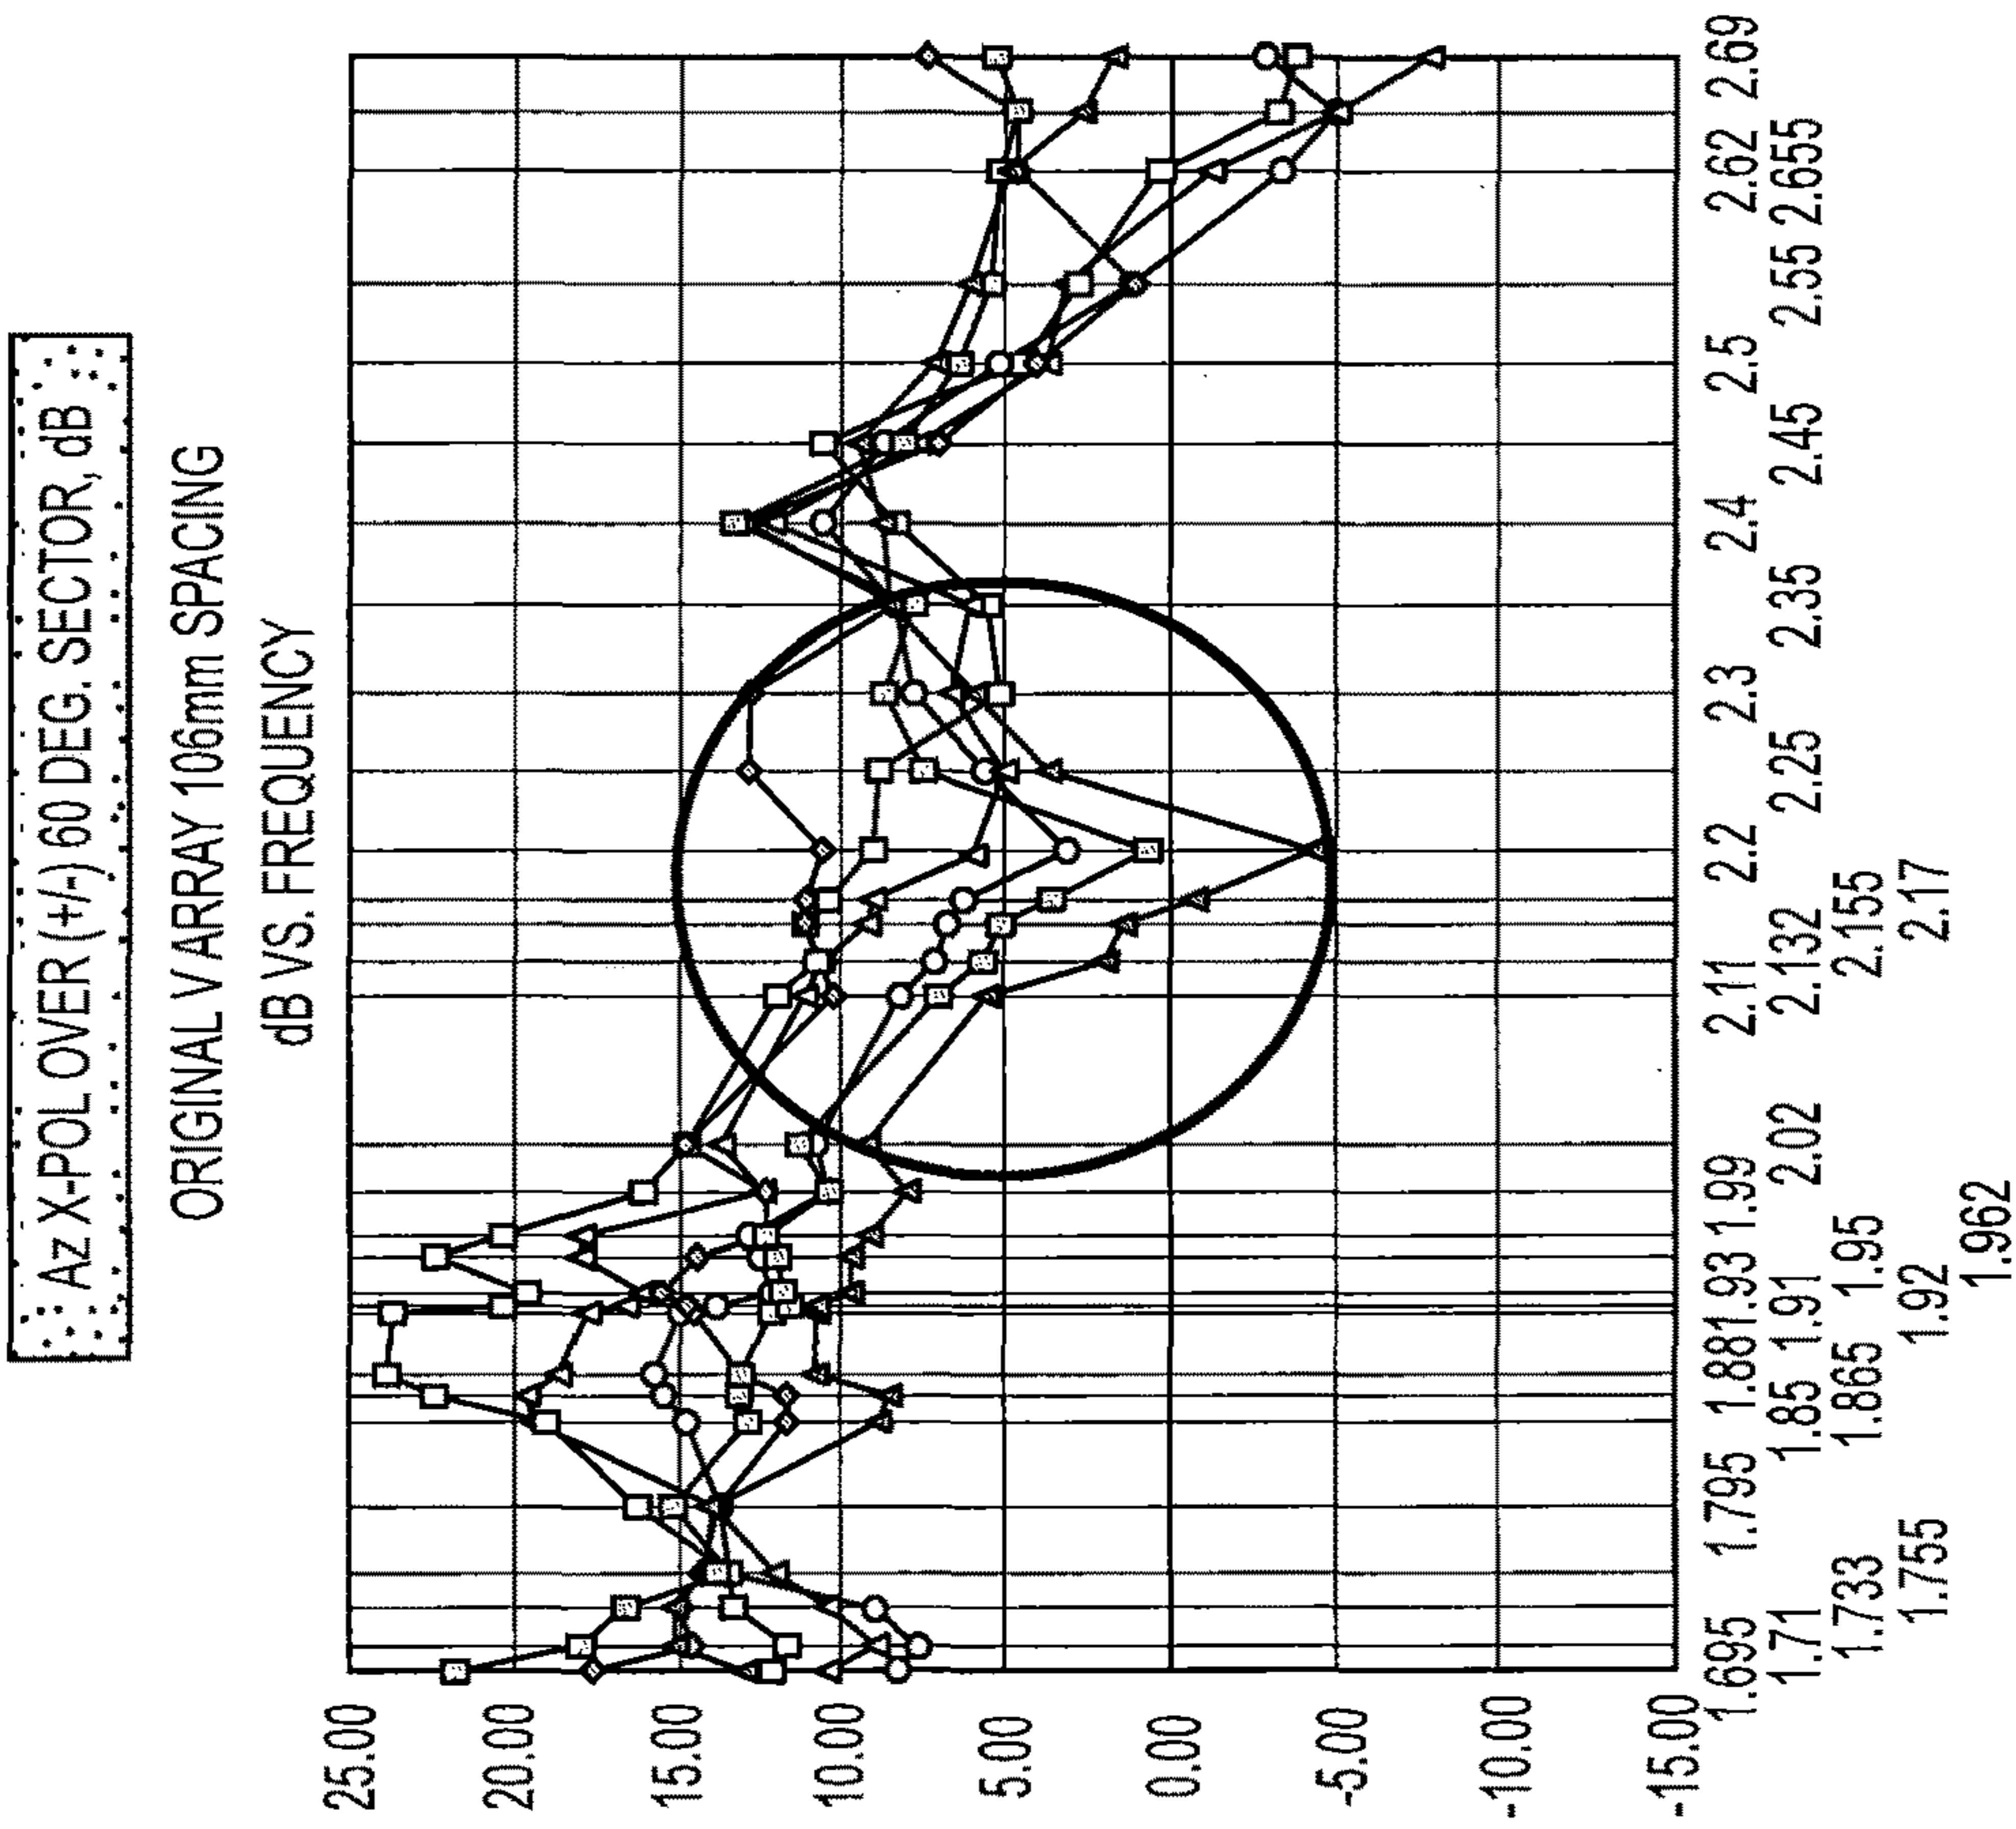 Az X-POL OVER (+/-) 60 DEG. SECTOR, dB
ORIGINAL V ARRAY 106mm SPACING
dB VS. FREQUENCY
25.00
20.00
15.00
10.00
5.00
0.00
-5.00
-10.00
-15.00
1.695 1.795 1.88 1.93 1.99 2.11 2.2 2.3 2.4 2.5 2.62 2.69
1.71 1.85 1.91 2.02 2.132 2.25 2.35 2.45 2.55 2.655
1.733 1.865 1.95 2.155
1.755 1.92 2.17
1.962